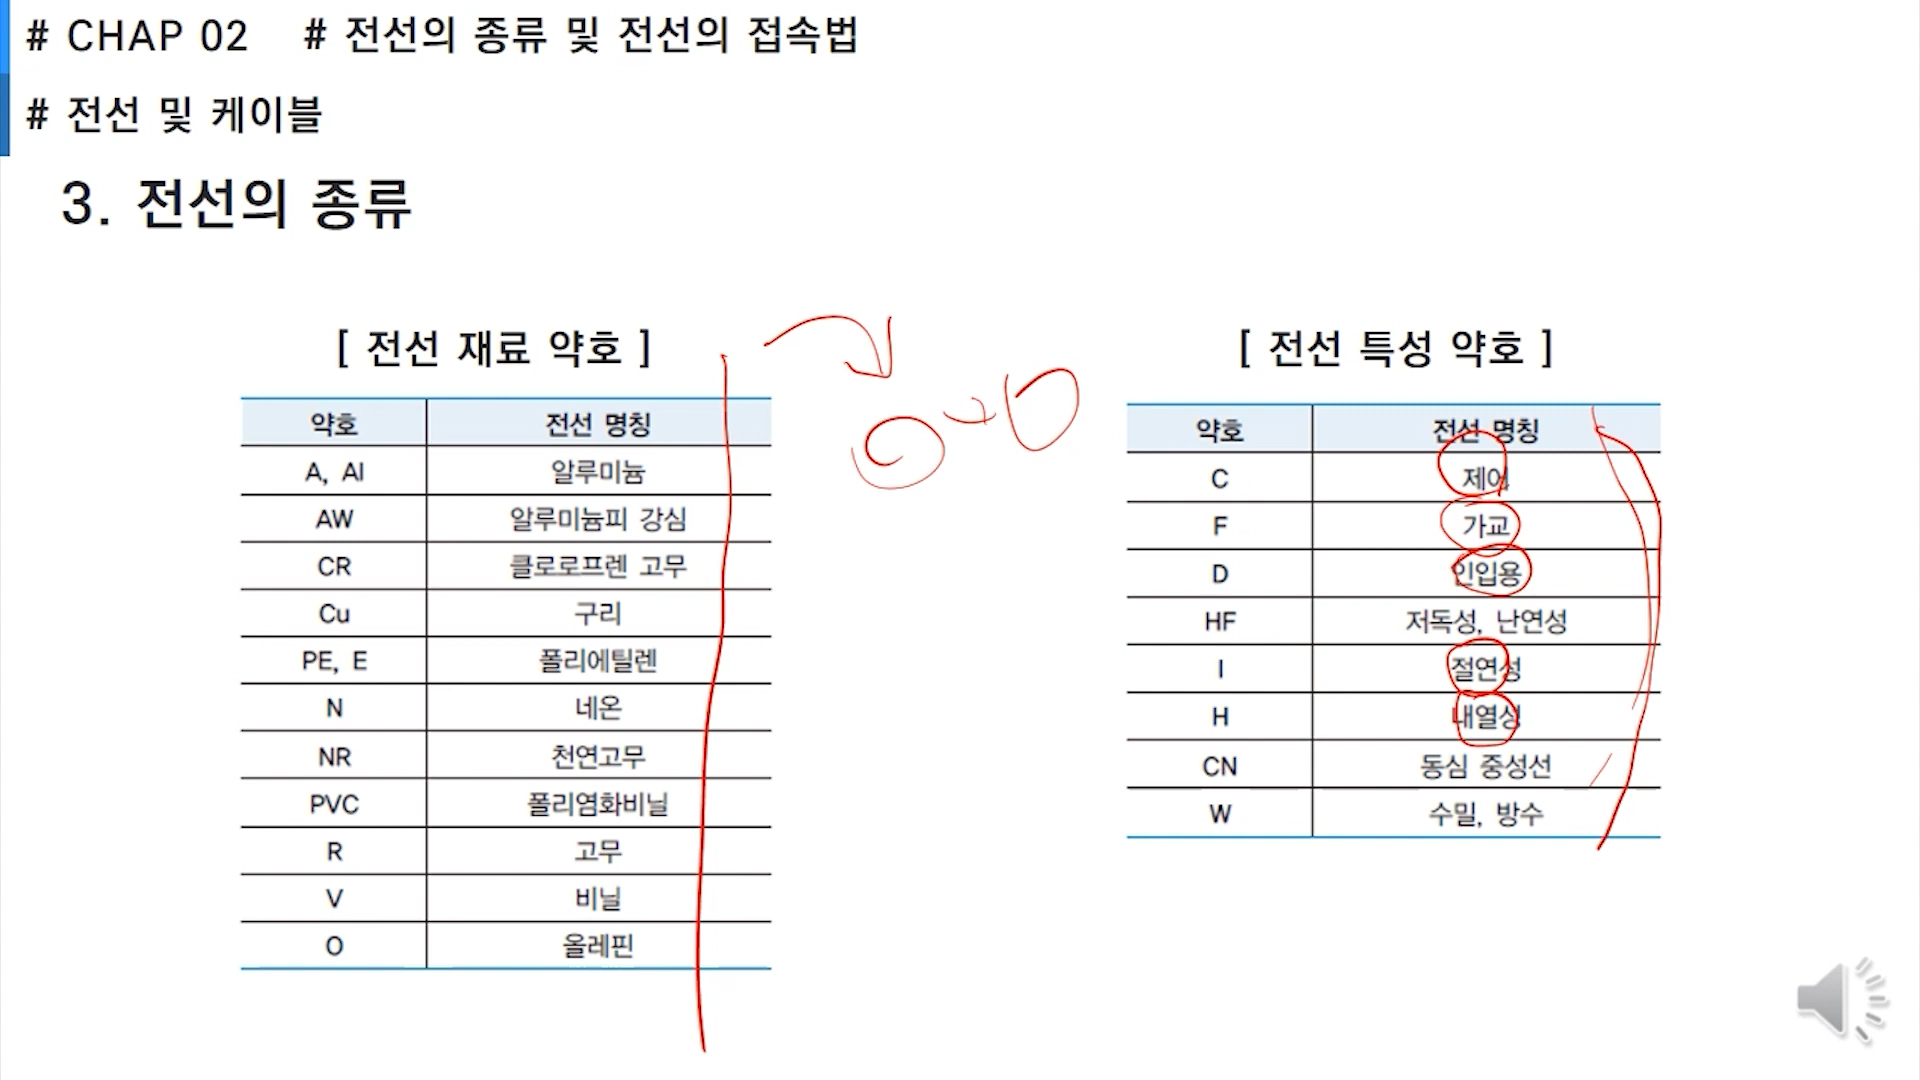 # CHAP 02 # 전선의 종류 및 전선의 접속법
# 전선 및 케이블
3. 전선의 종류
[ 전선 재료 약호 ]
약호 전선 명칭
A, Al 알루미늄
AW 알루미늄피 강심
CR 클로로프렌 고무
Cu 구리
PE, E 폴리에틸렌
N 네온
NR 천연고무
PVC 폴리염화비닐
R 고무
V 비닐
O 올레핀
[ 전선 특성 약호 ]
약호 전선 명칭
C 제어
F 가교
D 인입용
HF 저독성, 난연성
I 절연성
H 내열성
CN 동심 중성선
W 수밀, 방수